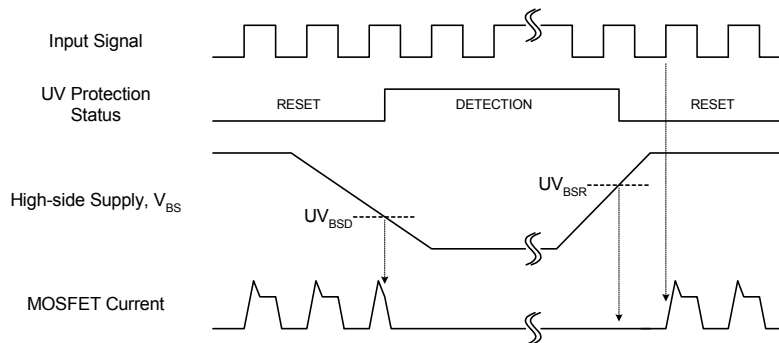 Input Signal
UV Protection
Status
RESET
DETECTION
RESET
High-side Supply, VBS
UVBSD
UVBSR
MOSFET Current